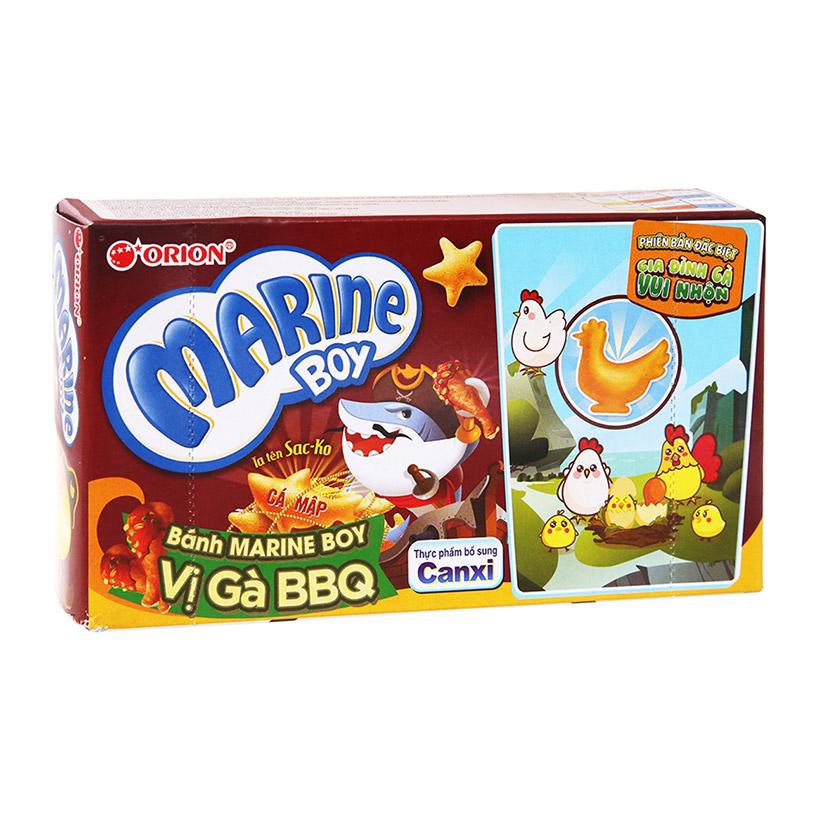 ORION®
MARINE
BOY
Ta tên Sac-Ko
CÁ MẬP
Bánh MARINE BOY
Vị Gà BBQ
Thực phẩm bổ sung
Canxi
PHIÊN BẢN ĐẶC BIỆT
GIA ĐÌNH GÀ
VUI NHỘN
ORION
MARINE